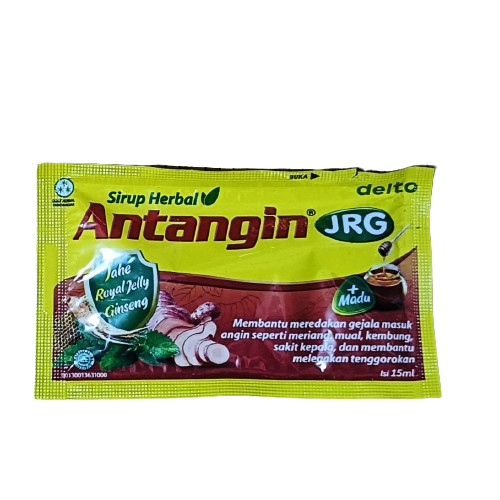 BUKA
delto
Sirup Herbal
Antangin® JRG
Jahe
Royal Jelly
Ginseng
+
Madu
Membantu meredakan gejala masuk
angin seperti meriang, mual, kembung,
sakit kepala, dan membantu
melegakan tenggorokan
Isi 15ml